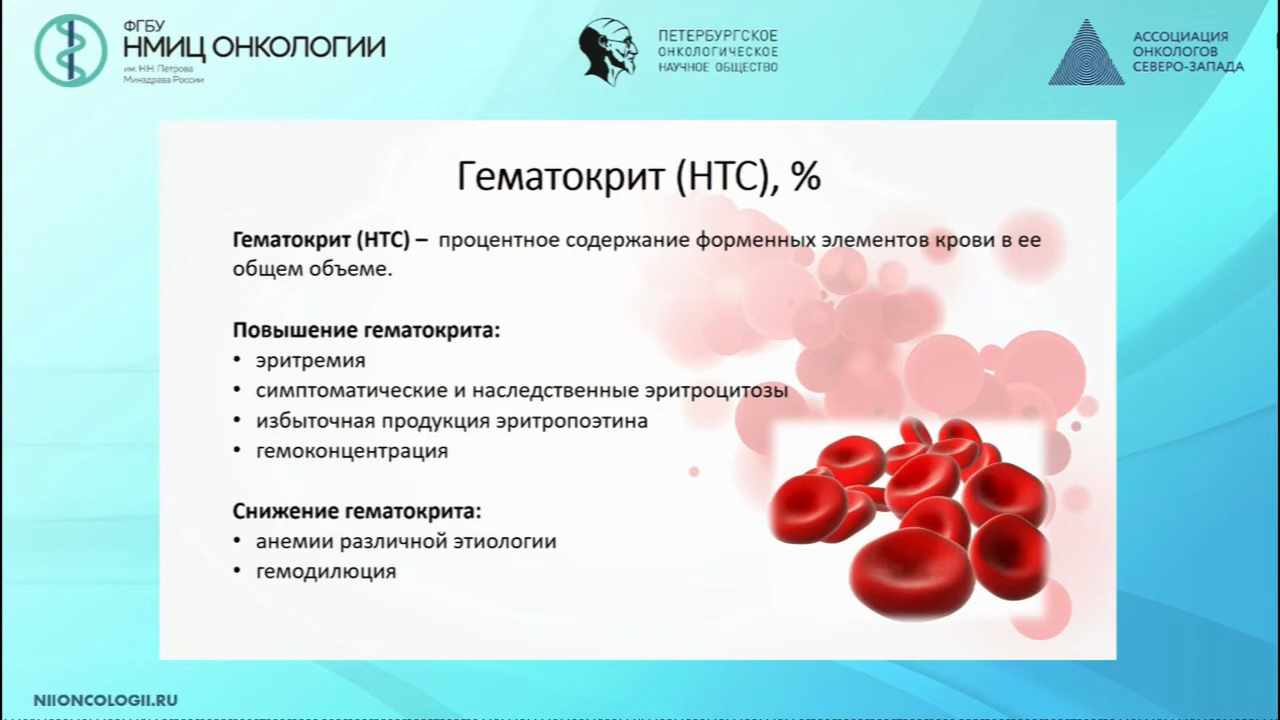 ФГБУ
НМИЦ ОНКОЛОГИИ
им. Н.Н. Петрова
Минздрава России
ПЕТЕРБУРГСКОЕ
ОНКОЛОГИЧЕСКОЕ
НАУЧНОЕ ОБЩЕСТВО
АССОЦИАЦИЯ
ОНКОЛОГОВ
СЕВЕРО-ЗАПАДА
Гематокрит (HTC), %
Гематокрит (HTC) – процентное содержание форменных элементов крови в ее
общем объеме.
Повышение гематокрита:
• эритремия
• симптоматические и наследственные эритроцитозы
• избыточная продукция эритропоэтина
• гемоконцентрация
Снижение гематокрита:
• анемии различной этиологии
• гемодилюция
NIIONCOLOGII.RU